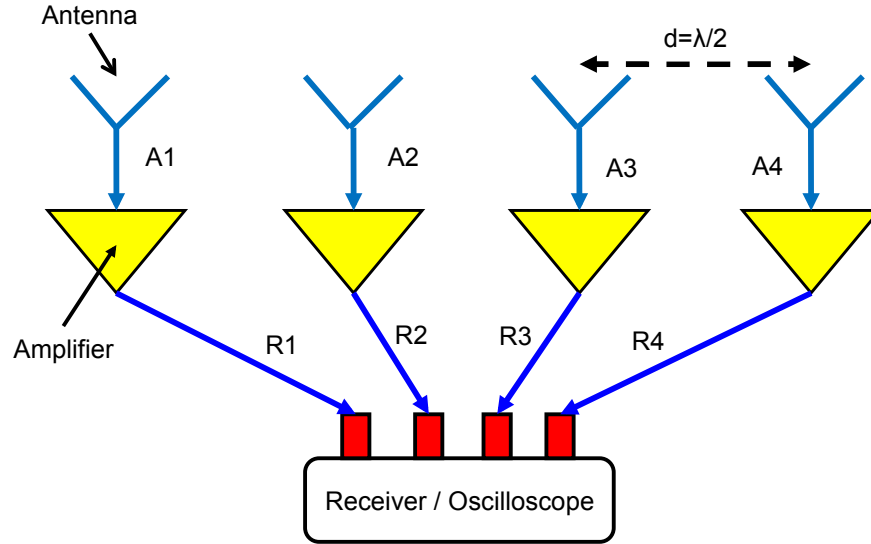 Antenna
d=λ/2
A1
A2
A3
A4
Amplifier
R1
R2
R3
R4
Receiver / Oscilloscope